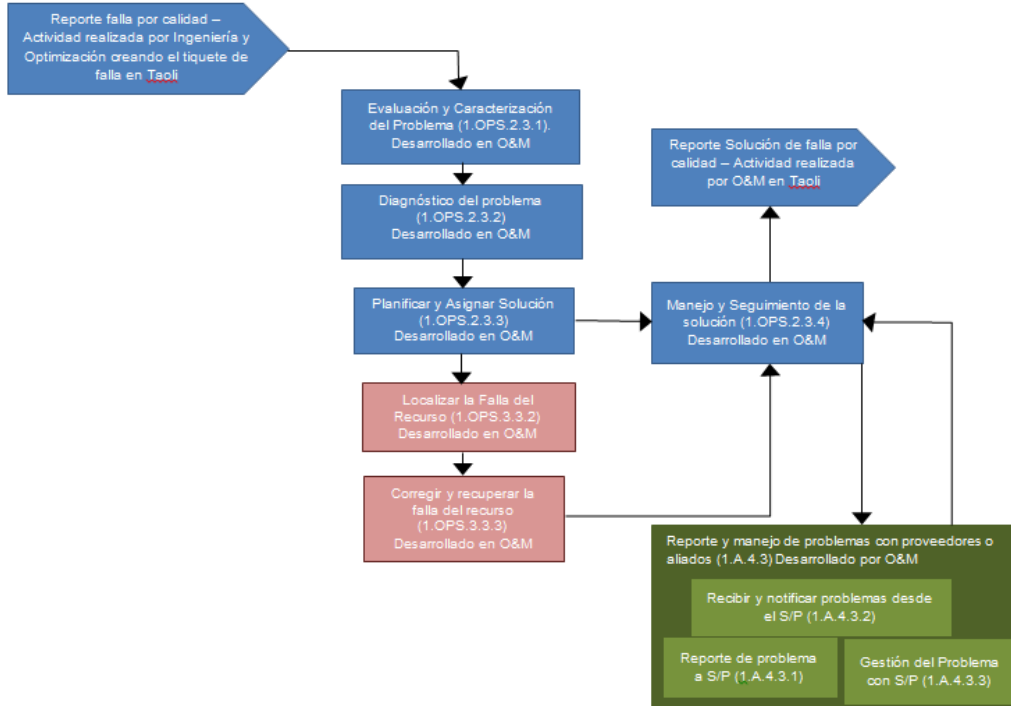 Reporte falla por calidad –
Actividad realizada por Ingeniería y
Optimización creando el tiquete de
falla en Taoli
Evaluación y Caracterización
del Problema (1.OPS.2.3.1).
Desarrollado en O&M
Diagnóstico del problema
(1.OPS.2.3.2)
Desarrollado en O&M
Planificar y Asignar Solución
(1.OPS.2.3.3)
Desarrollado en O&M
Localizar la Falla del
Recurso (1.OPS.3.3.2)
Desarrollado en O&M
Corregir y recuperar la
falla del recurso
(1.OPS.3.3.3)
Desarrollado en O&M
Reporte Solución de falla por
calidad – Actividad realizada
por O&M en Taoli
Manejo y Seguimiento de la
solución (1.OPS.2.3.4)
Desarrollado en O&M
Reporte y manejo de problemas con proveedores o
aliados (1.A.4.3) Desarrollado por O&M
Recibir y notificar problemas desde
el S/P (1.A.4.3.2)
Reporte de problema
a S/P (1.A.4.3.1)
Gestión del Problema
con S/P (1.A.4.3.3)